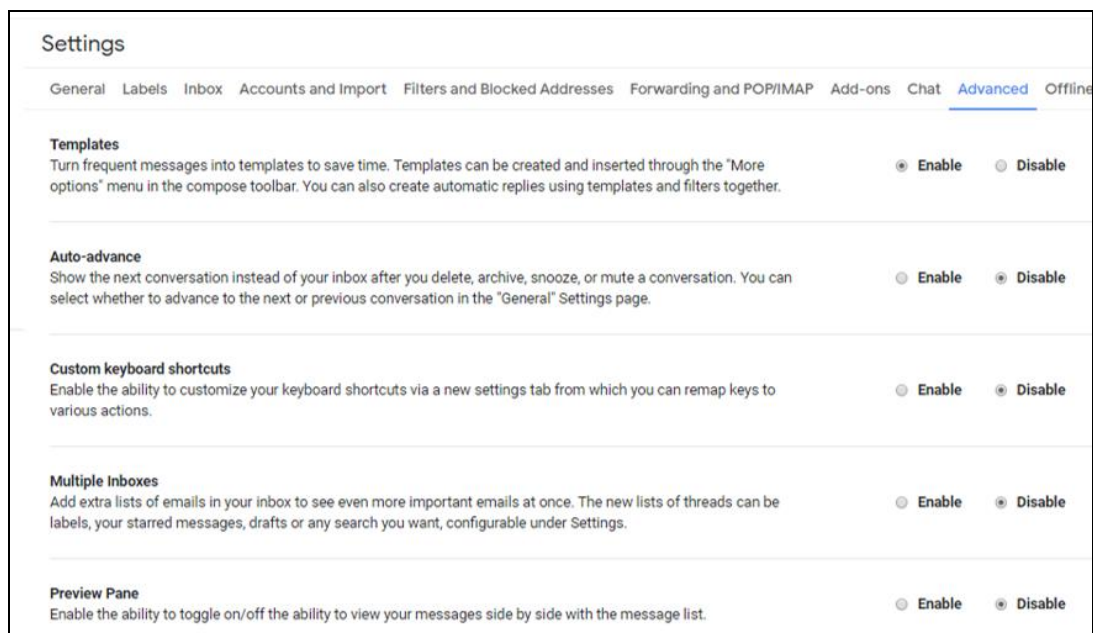 Settings
General Labels Inbox Accounts and Import Filters and Blocked Addresses Forwarding and POP/IMAP Add-ons Chat Advanced Offline
Templates
Turn frequent messages into templates to save time. Templates can be created and inserted through the "More
options" menu in the compose toolbar. You can also create automatic replies using templates and filters together.
Enable Disable
Auto-advance
Show the next conversation instead of your inbox after you delete, archive, snooze, or mute a conversation. You can
select whether to advance to the next or previous conversation in the "General" Settings page.
Enable Disable
Custom keyboard shortcuts
Enable the ability to customize your keyboard shortcuts via a new settings tab from which you can remap keys to
various actions.
Enable Disable
Multiple Inboxes
Add extra lists of emails in your inbox to see even more important emails at once. The new lists of threads can be
labels, your starred messages, drafts or any search you want, configurable under Settings.
Enable Disable
Preview Pane
Enable the ability to toggle on/off the ability to view your messages side by side with the message list.
Enable Disable